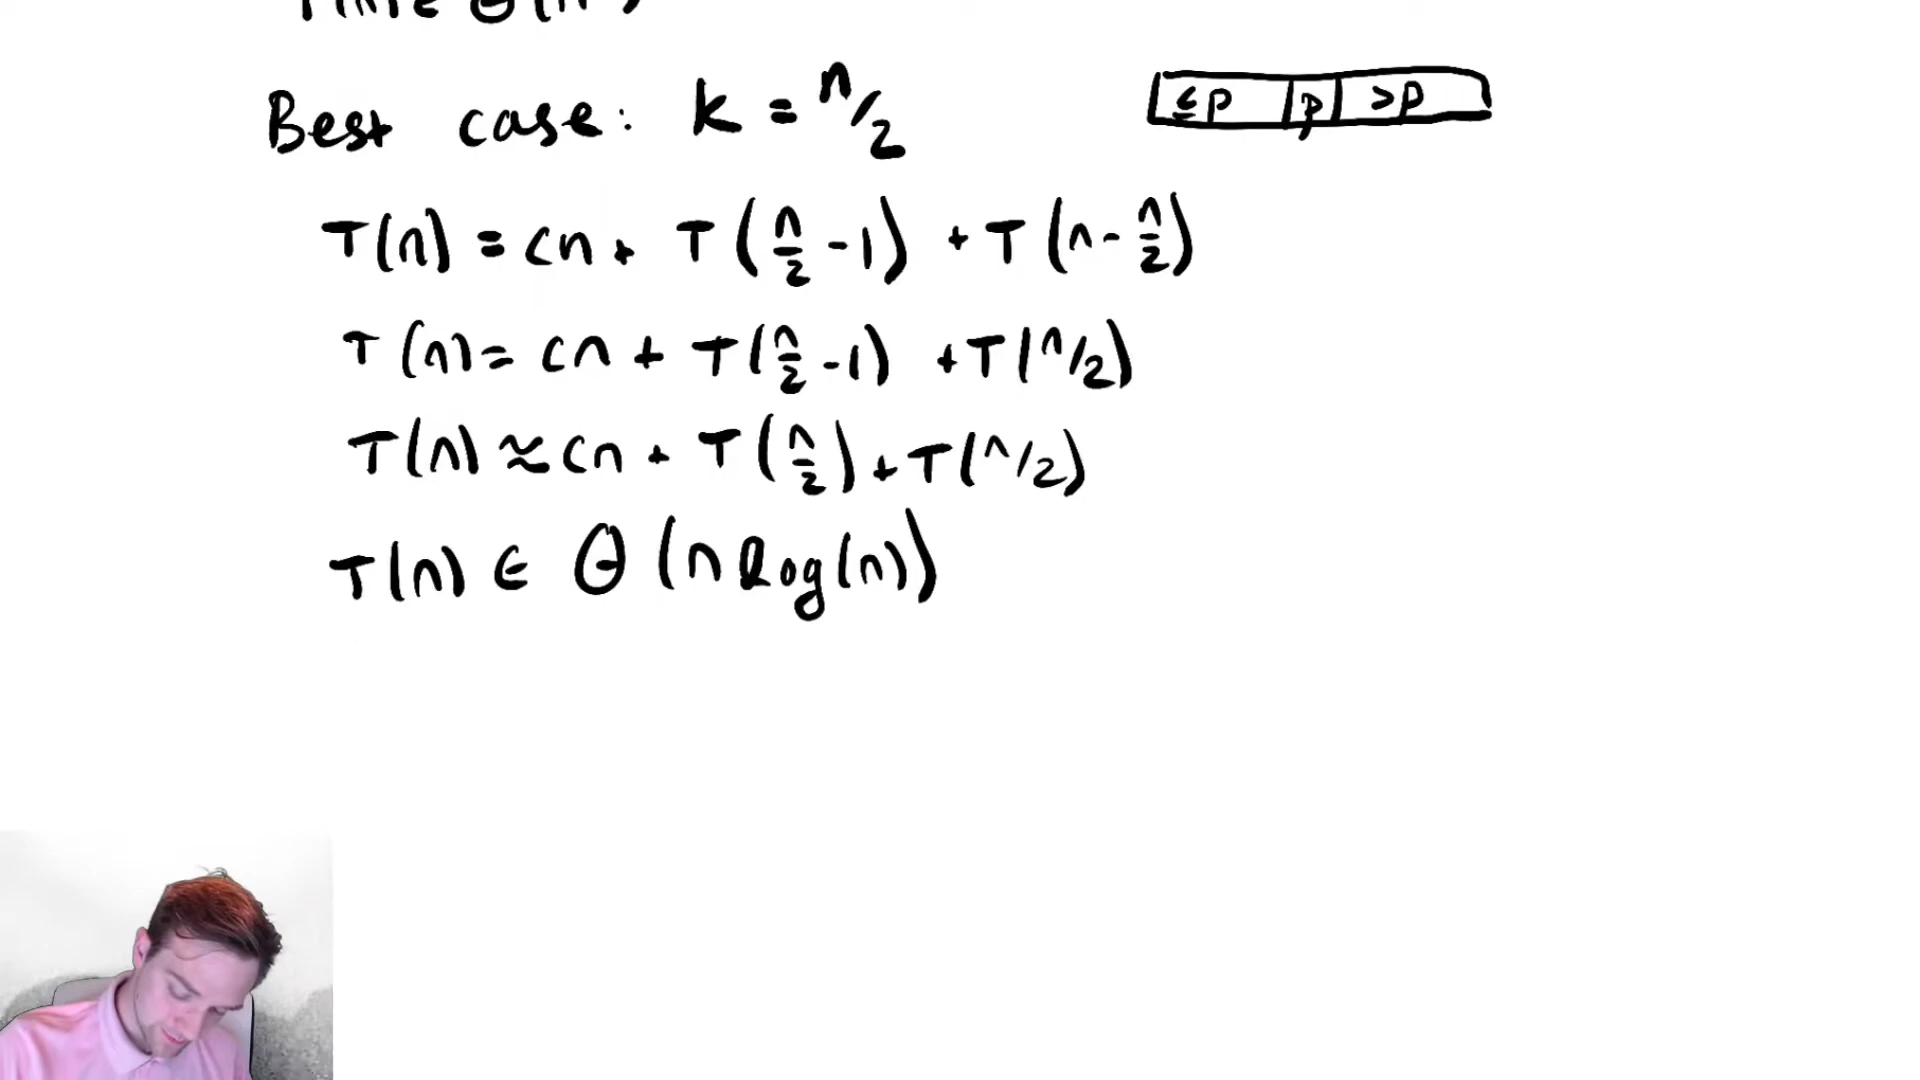 Best case: k = n/2
≤p p >p
T(n) = cn + T(n/2 - 1) + T(n - n/2)
T(n) = cn + T(n/2 - 1) + T(n/2)
T(n) ≈ cn + T(n/2) + T(n/2)
T(n) ∈ Θ(n log(n))